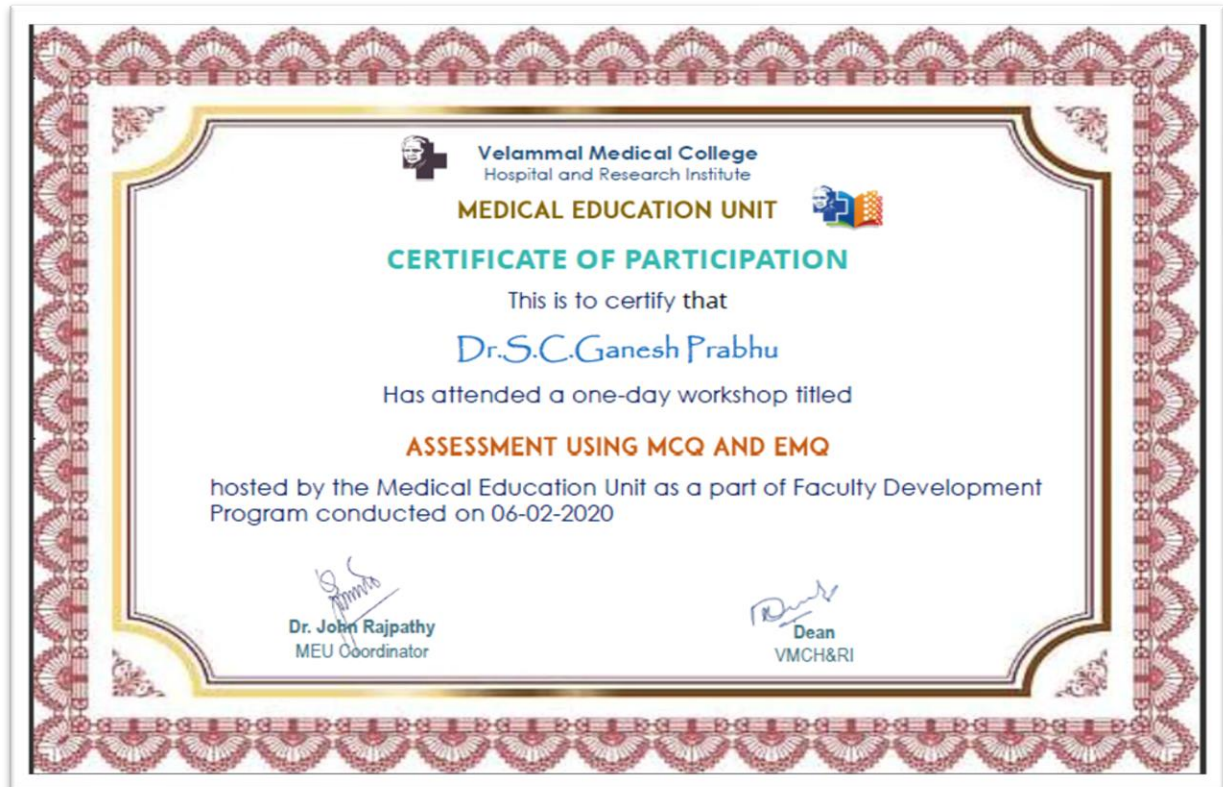 Velammal Medical College
Hospital and Research Institute
MEDICAL EDUCATION UNIT
CERTIFICATE OF PARTICIPATION
This is to certify that
Dr.S.C.Ganesh Prabhu
Has attended a one-day workshop titled
ASSESSMENT USING MCQ AND EMQ
hosted by the Medical Education Unit as a part of Faculty Development
Program conducted on 06-02-2020
Dr. John Rajpathy
MEU Coordinator
Dean
VMCH&RI